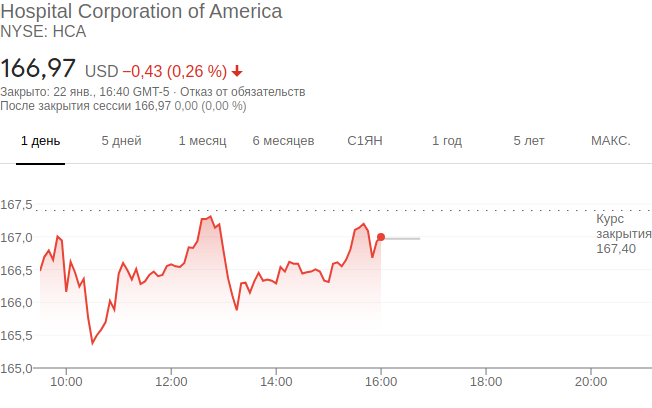 Hospital Corporation of America
NYSE: HCA
166,97 USD −0,43 (0,26 %)
Закрыто: 22 янв., 16:40 GMT-5 · Отказ от обязательств
После закрытия сессии 166,97 0,00 (0,00 %)
1 день 5 дней 1 месяц 6 месяцев С1ЯН 1 год 5 лет МАКС.
167,5
Курс
закрытия
167,40
167,0
166,5
166,0
165,5
165,0
10:00 12:00 14:00 16:00 18:00 20:00